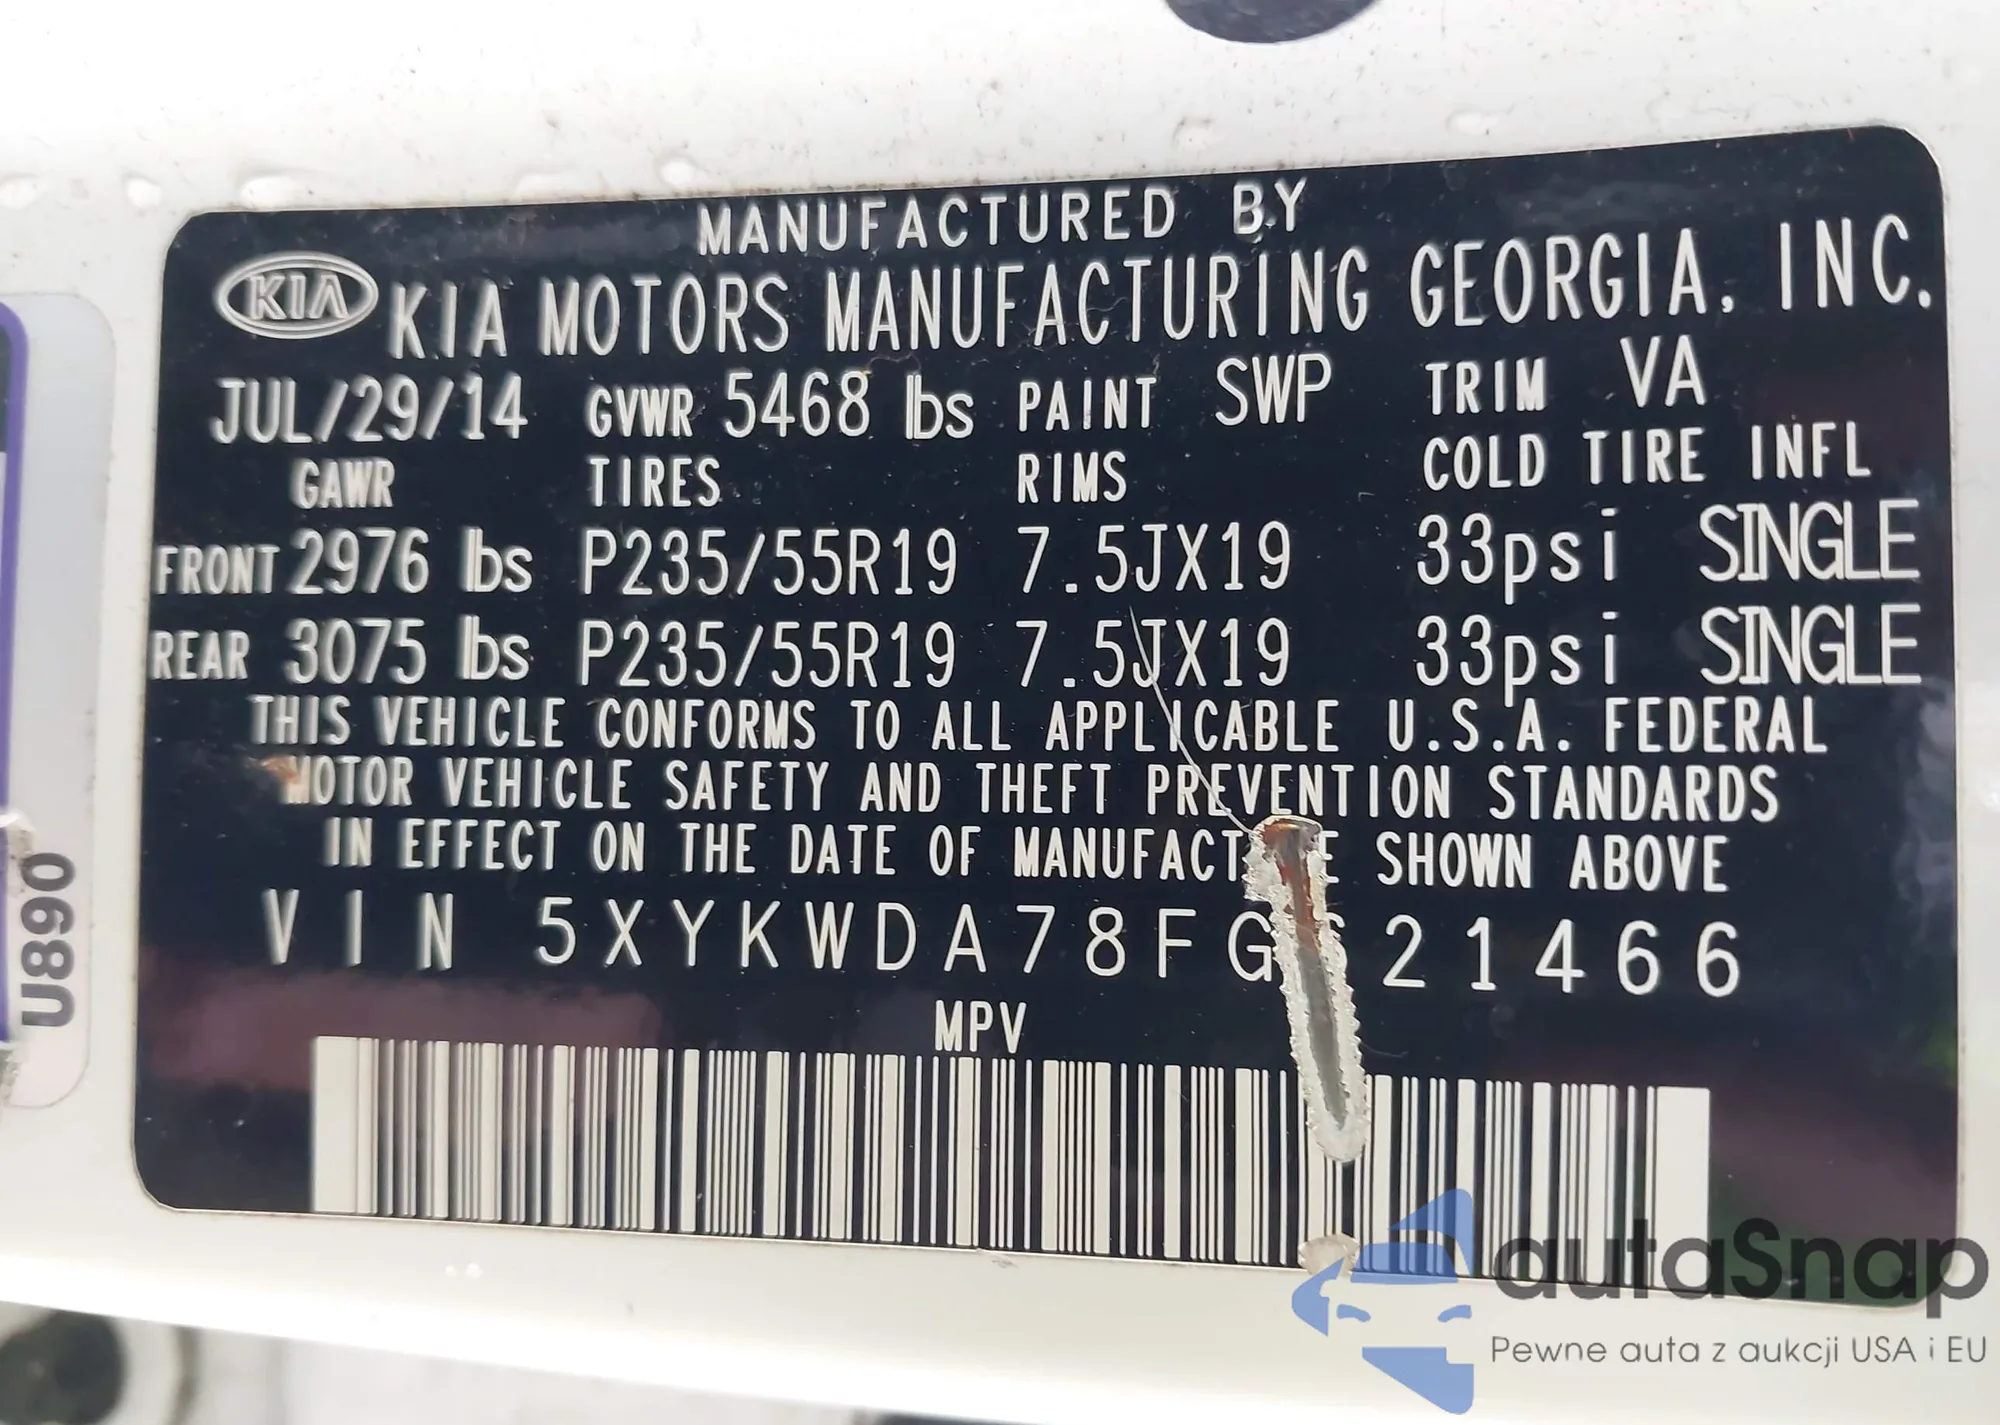 MANUFACTURED BY
KIA KIA MOTORS MANUFACTURING GEORGIA, INC.
JUL/29/14 GVWR 5468 lbs PAINT SWP TRIM VA
GAWR TIRES RIMS COLD TIRE INFL
FRONT 2976 lbs P235/55R19 7.5JX19 33psi SINGLE
REAR 3075 lbs P235/55R19 7.5JX19 33psi SINGLE
THIS VEHICLE CONFORMS TO ALL APPLICABLE U.S.A. FEDERAL
MOTOR VEHICLE SAFETY AND THEFT PREVENTION STANDARDS
IN EFFECT ON THE DATE OF SHOWN ABOVE
VIN 5XYKWDA78FG 21466
MPV
U890
autaSnap
Pewne auta z aukcji USA i EU